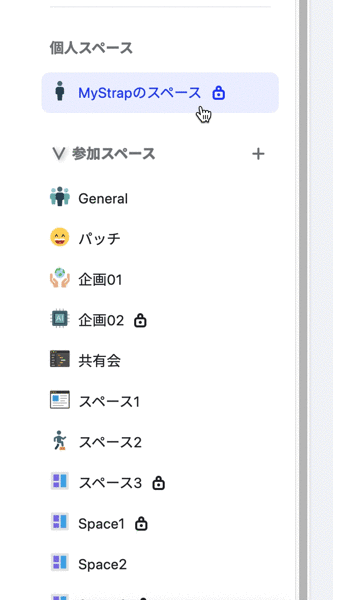 個人スペース
MyStrapのスペース
参加スペース
General
パッチ
企画01
AI
企画02
共有会
スペース1
スペース2
スペース3
Space1
Space2